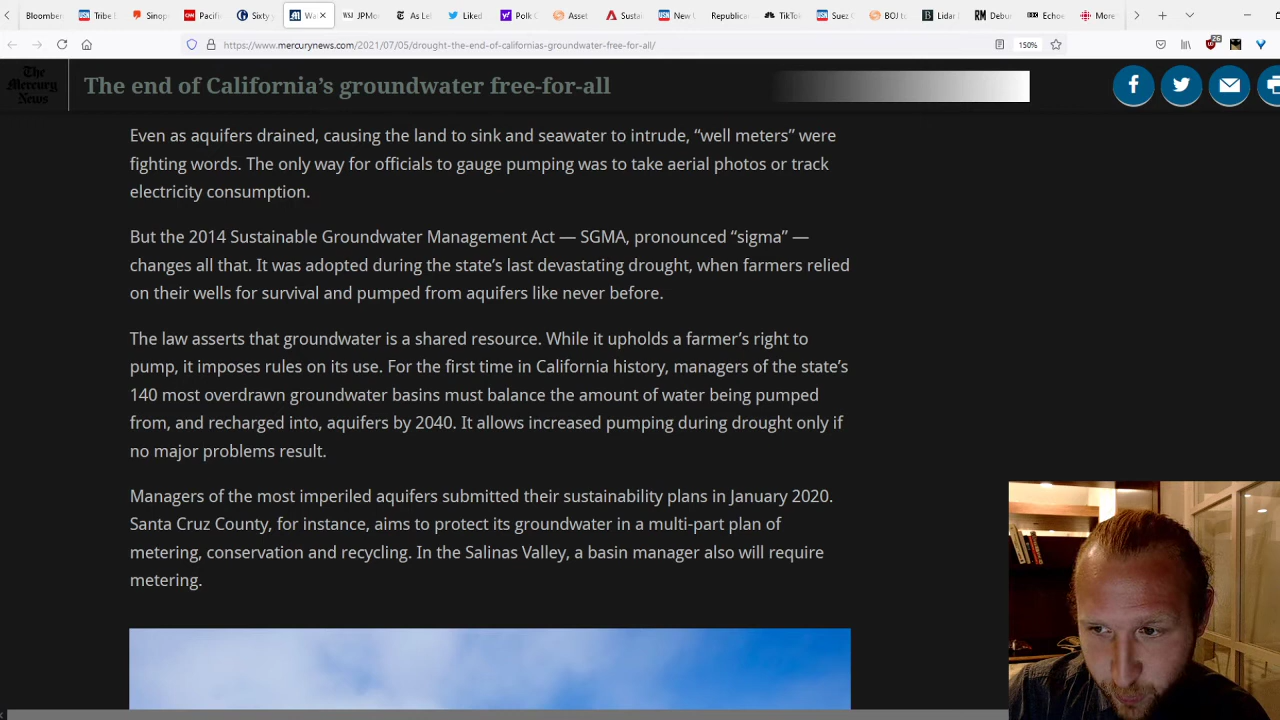 Bloomber
Tribe
Sinop
Pacifi
Sixty
Wa
JPMo
As Le
Liked
Polk
Asset
Sustai
New U
Republica
TikTo
Suez
BOJ to
Lidar
Debur
Echoe
More
https://www.mercurynews.com/2021/07/05/drought-the-end-of-californias-groundwater-free-for-all/
150%
26
The Mercury News
The end of California’s groundwater free-for-all
Even as aquifers drained, causing the land to sink and seawater to intrude, “well meters” were
fighting words. The only way for officials to gauge pumping was to take aerial photos or track
electricity consumption.
But the 2014 Sustainable Groundwater Management Act — SGMA, pronounced “sigma” —
changes all that. It was adopted during the state’s last devastating drought, when farmers relied
on their wells for survival and pumped from aquifers like never before.
The law asserts that groundwater is a shared resource. While it upholds a farmer’s right to
pump, it imposes rules on its use. For the first time in California history, managers of the state’s
140 most overdrawn groundwater basins must balance the amount of water being pumped
from, and recharged into, aquifers by 2040. It allows increased pumping during drought only if
no major problems result.
Managers of the most imperiled aquifers submitted their sustainability plans in January 2020.
Santa Cruz County, for instance, aims to protect its groundwater in a multi-part plan of
metering, conservation and recycling. In the Salinas Valley, a basin manager also will require
metering.